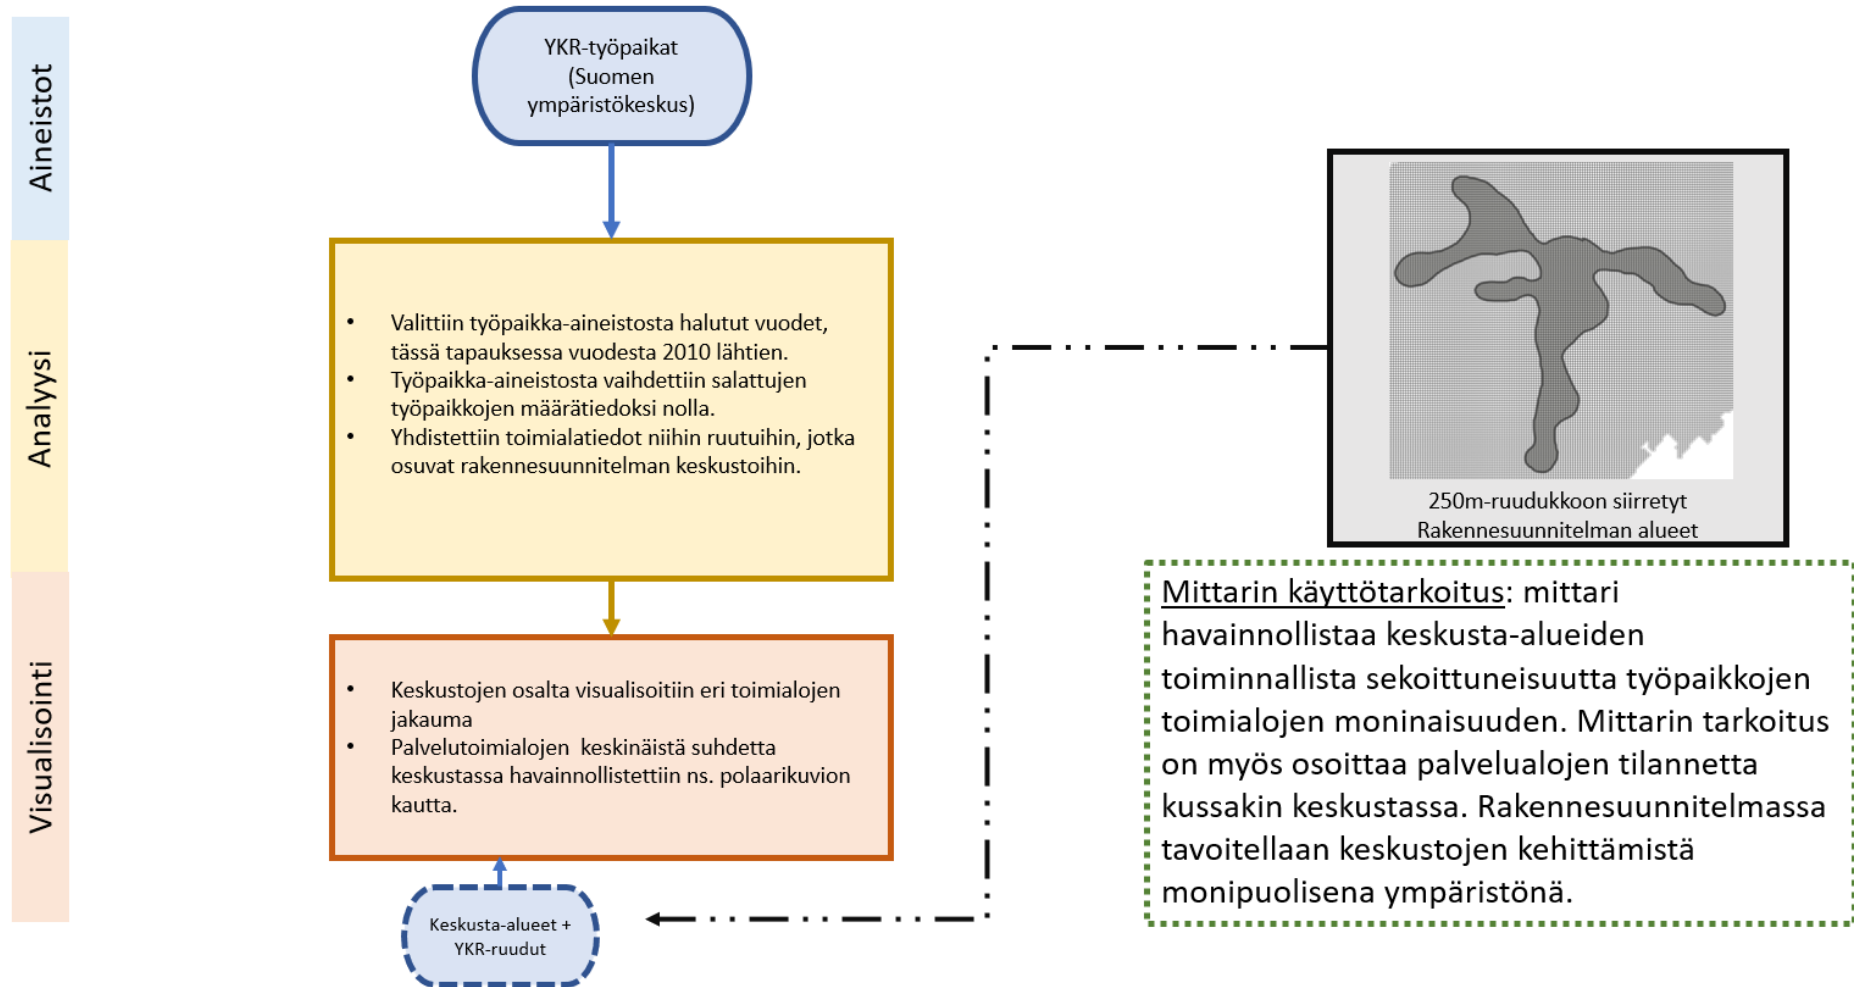 Aineistot
YKR-työpaikat
(Suomen
ympäristökeskus)
Analyysi
• Valittiin työpaikka-aineistosta halutut vuodet,
tässä tapauksessa vuodesta 2010 lähtien.
• Työpaikka-aineistosta vaihdettiin salattujen
työpaikkojen määrätiedoksi nolla.
• Yhdistettiin toimialatiedot niihin ruutuihin, jotka
osuvat rakennesuunnitelman keskustoihin.
Visualisointi
• Keskustojen osalta visualisoitiin eri toimialojen
jakauma
• Palvelutoimialojen keskinäistä suhdetta
keskustassa havainnollistettiin ns. polaarikuvion
kautta.
Keskusta-alueet +
YKR-ruudut
250m-ruudukkoon siirretyt
Rakennesuunnitelman alueet
Mittarin käyttötarkoitus: mittari
havainnollistaa keskusta-alueiden
toiminnallista sekoittuneisuutta työpaikkojen
toimialojen moninaisuuden. Mittarin tarkoitus
on myös osoittaa palvelualojen tilannetta
kussakin keskustassa. Rakennesuunnitelmassa
tavoitellaan keskustojen kehittämistä
monipuolisena ympäristönä.